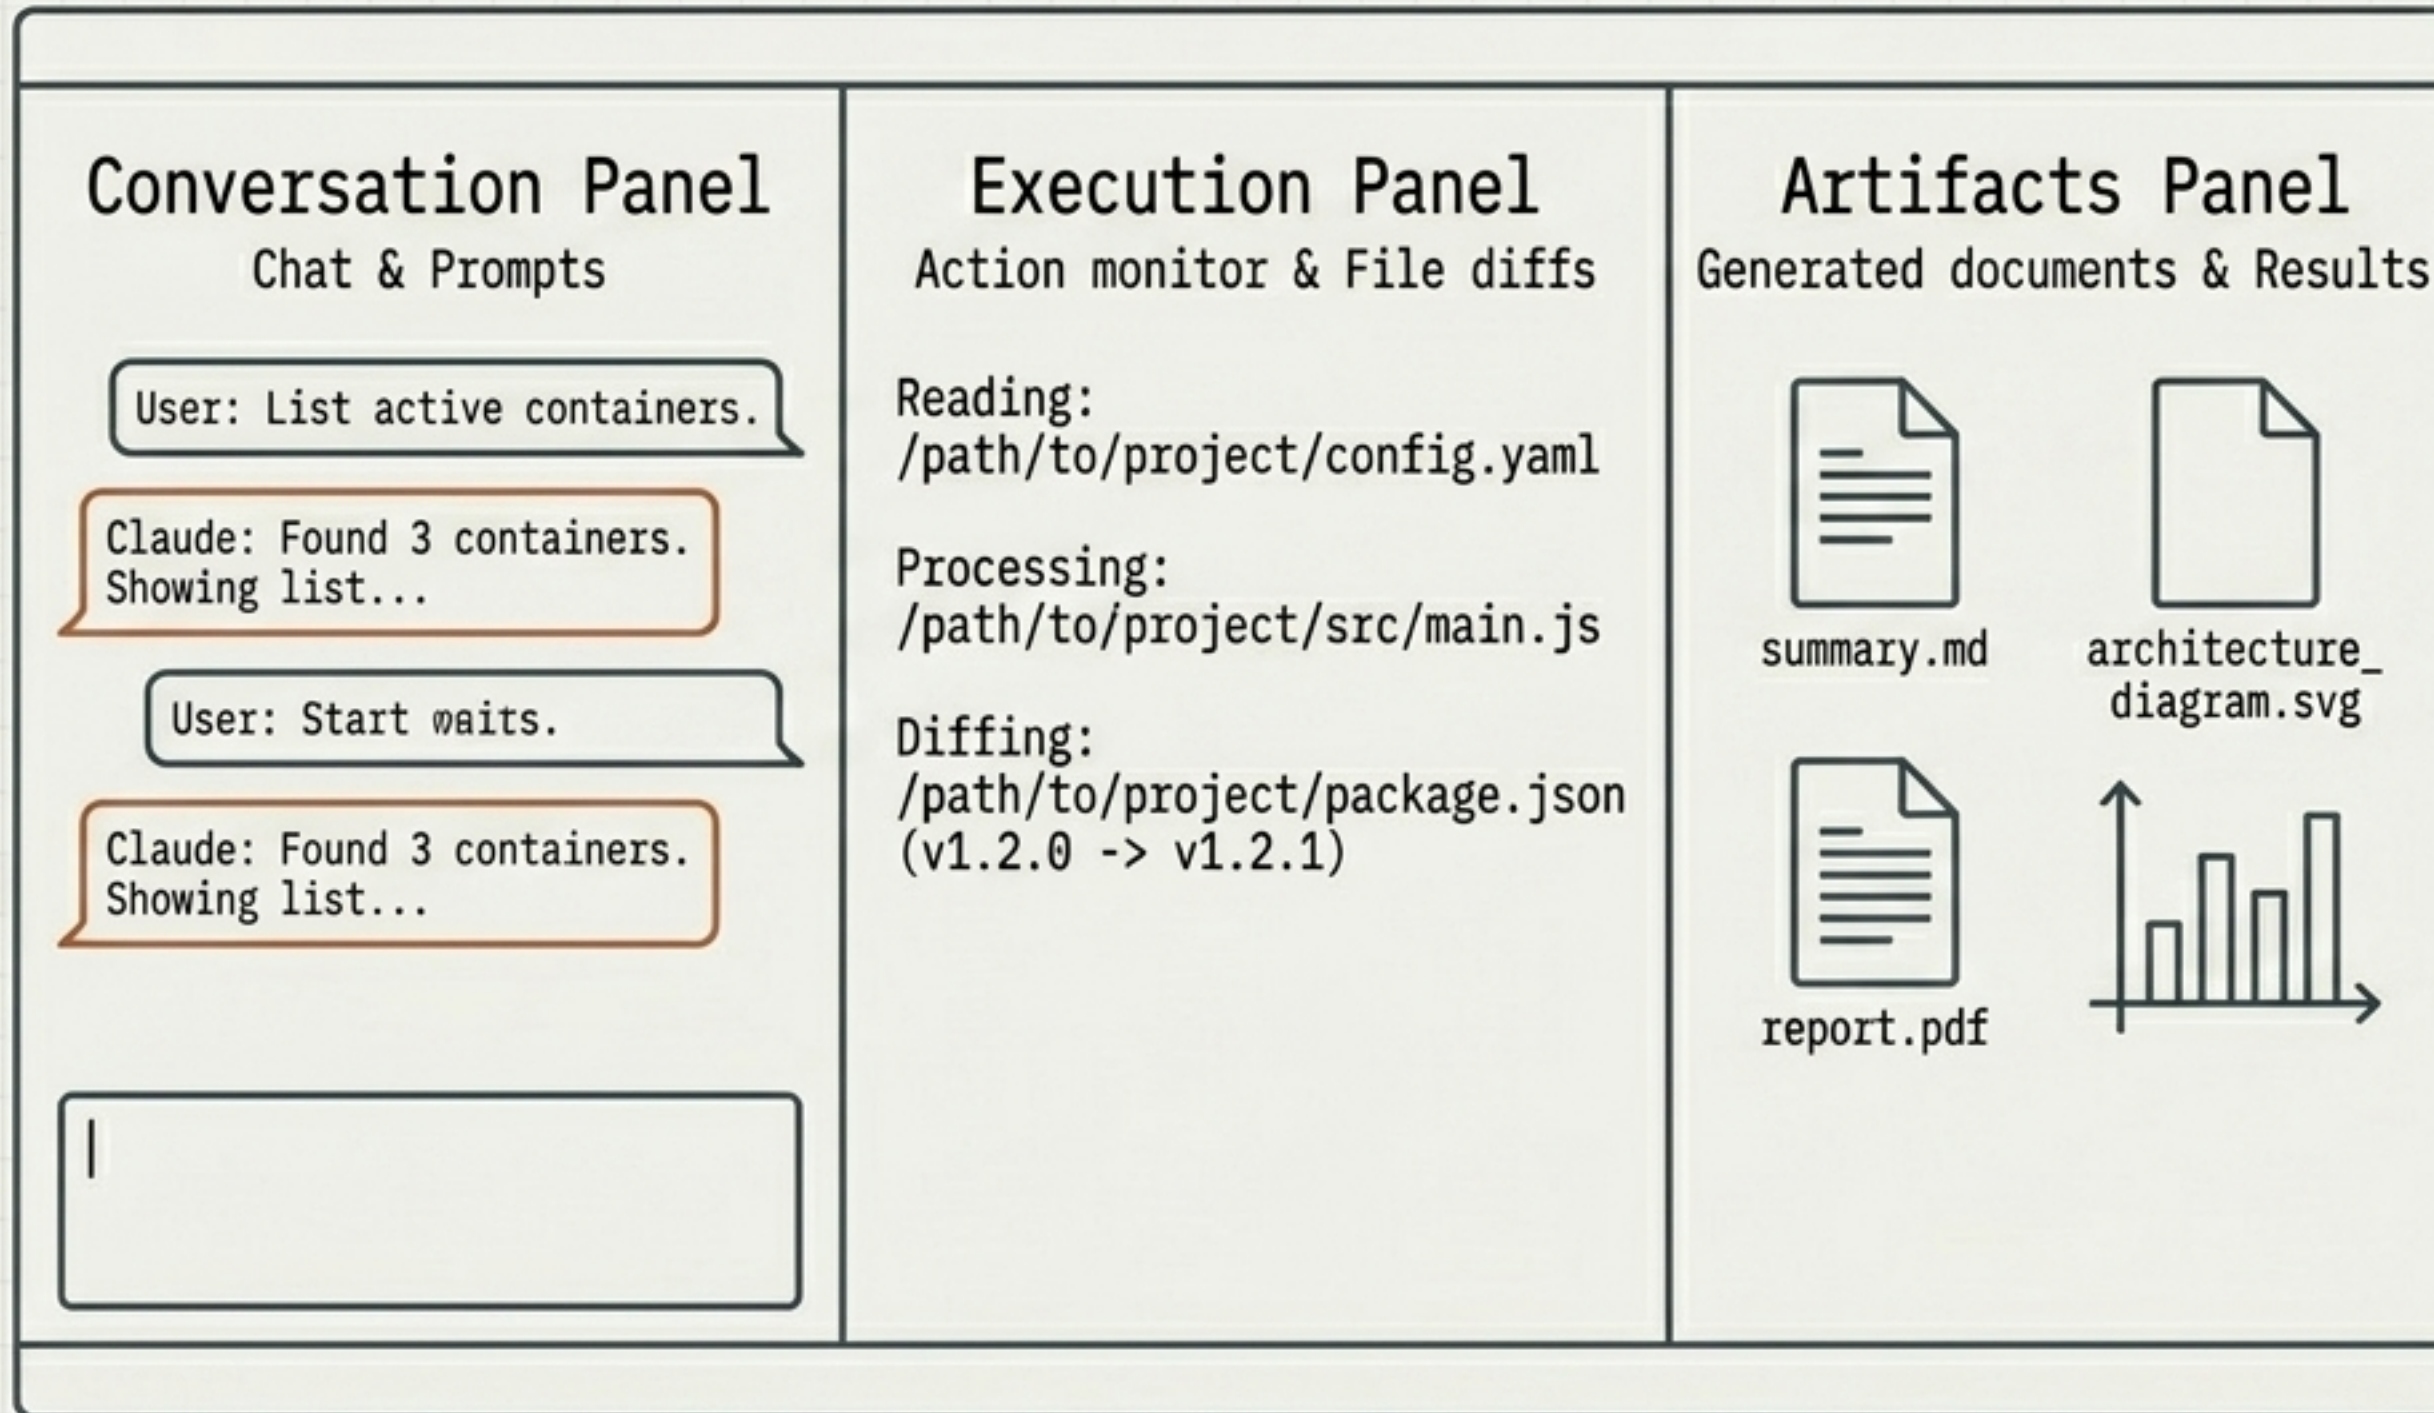 Conversation Panel
Chat & Prompts
User: List active containers.
Claude: Found 3 containers.
Showing list...
User: Start
Claude: Found 3 containers.
Showing list...
Execution Panel
Action monitor & File diffs
Reading:
/path/to/project/config.yaml
Processing:
/path/to/project/src/main.js
Diffing:
/path/to/project/package.json
(v1.2.0 -> v1.2.1)
Artifacts Panel
Generated documents & Results
summary.md
architecture_
diagram.svg
report.pdf